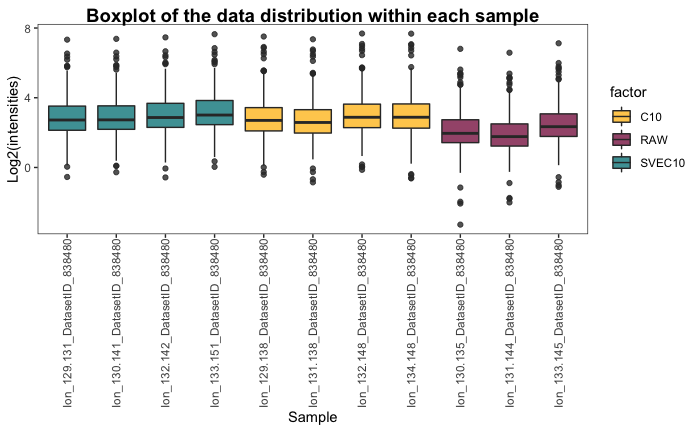 Boxplot of the data distribution within each sample
Log2(intensities)
8
4
0
Ion_129.131_DatasetID_838480
Ion_130.141_DatasetID_838480
Ion_132.142_DatasetID_838480
Ion_133.151_DatasetID_838480
Ion_129.138_DatasetID_838480
Ion_131.138_DatasetID_838480
Ion_132.148_DatasetID_838480
Ion_134.148_DatasetID_838480
Ion_130.135_DatasetID_838480
Ion_131.144_DatasetID_838480
Ion_133.145_DatasetID_838480
Sample
factor
C10
RAW
SVEC10